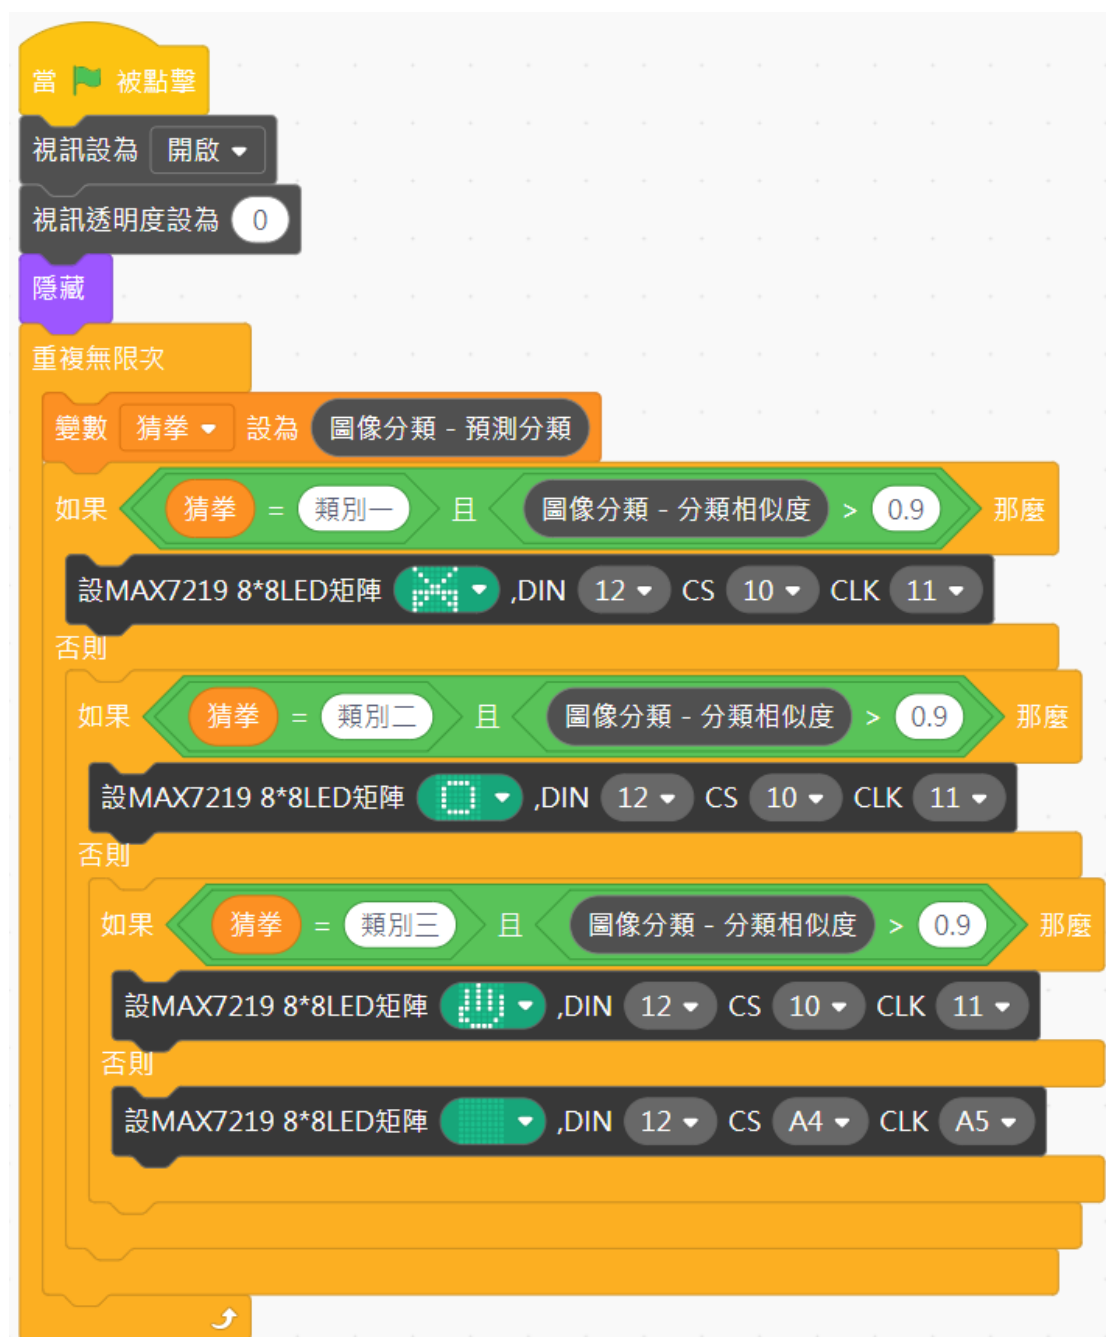 當 被點擊
視訊設為 開啟
視訊透明度設為 0
隱藏
重複無限次
變數 猜拳 設為 圖像分類 - 預測分類
如果 猜拳 = 類別一 且 圖像分類 - 分類相似度 > 0.9 那麼
設MAX7219 8*8LED矩陣 ,DIN 12 CS 10 CLK 11
否則
如果 猜拳 = 類別二 且 圖像分類 - 分類相似度 > 0.9 那麼
設MAX7219 8*8LED矩陣 ,DIN 12 CS 10 CLK 11
否則
如果 猜拳 = 類別三 且 圖像分類 - 分類相似度 > 0.9 那麼
設MAX7219 8*8LED矩陣 ,DIN 12 CS 10 CLK 11
否則
設MAX7219 8*8LED矩陣 ,DIN 12 CS A4 CLK A5